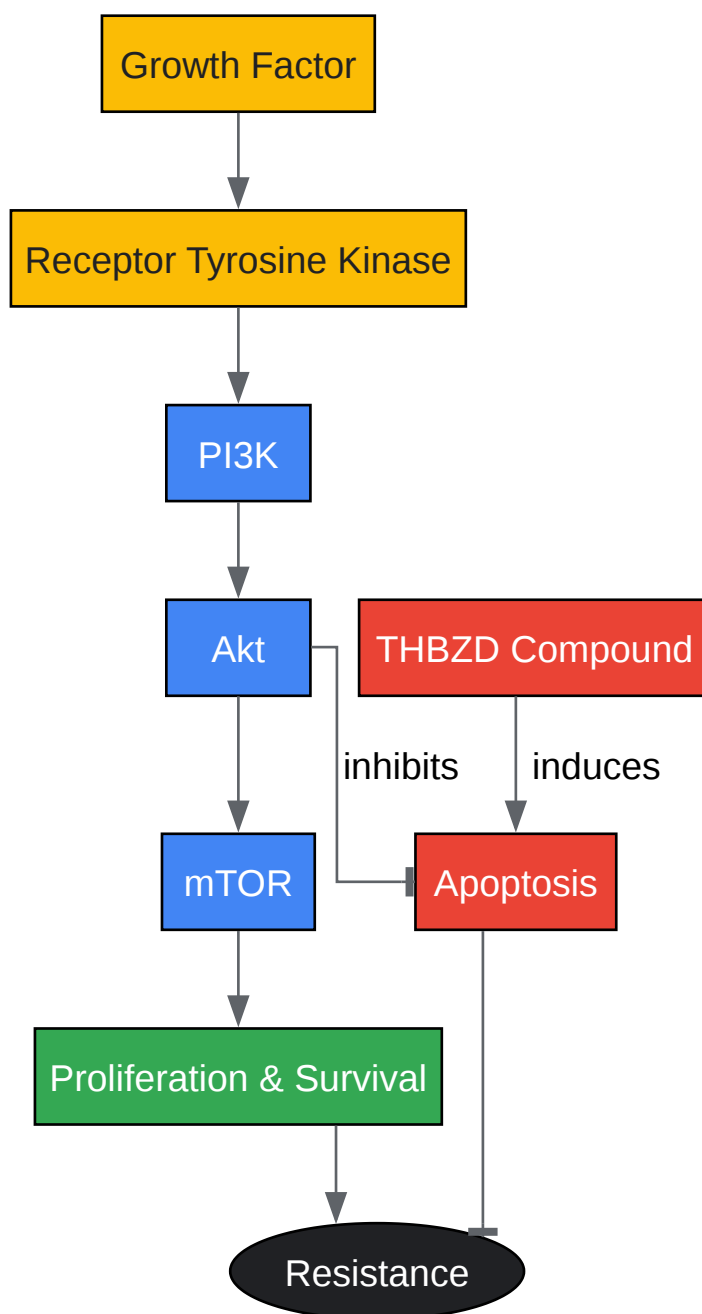 Growth Factor
Receptor Tyrosine Kinase
PI3K
Akt
THBZD Compound
inhibits
induces
mTOR
Apoptosis
Proliferation & Survival
Resistance